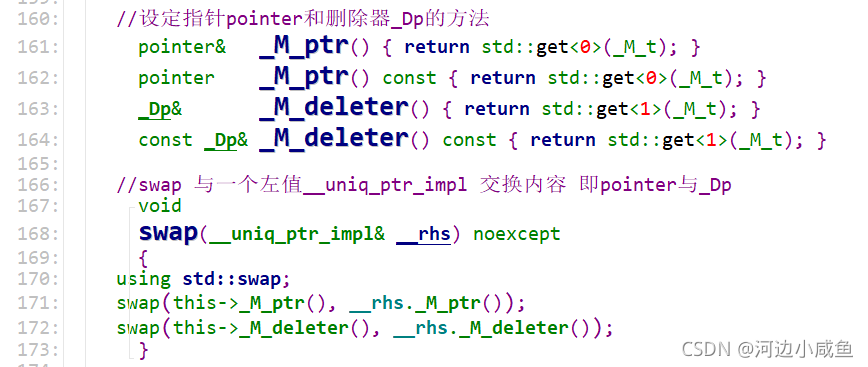 160: //设定指针pointer和删除器_Dp的方法
161: pointer& _M_ptr() { return std::get<0>(_M_t); }
162: pointer _M_ptr() const { return std::get<0>(_M_t); }
163: _Dp& _M_deleter() { return std::get<1>(_M_t); }
164: const _Dp& _M_deleter() const { return std::get<1>(_M_t); }
165:
166: //swap 与一个左值__uniq_ptr_impl 交换内容 即pointer与_Dp
167: void
168: swap(__uniq_ptr_impl& __rhs) noexcept
169: {
170: using std::swap;
171: swap(this->_M_ptr(), __rhs._M_ptr());
172: swap(this->_M_deleter(), __rhs._M_deleter());
173: }
CSDN @河边小咸鱼